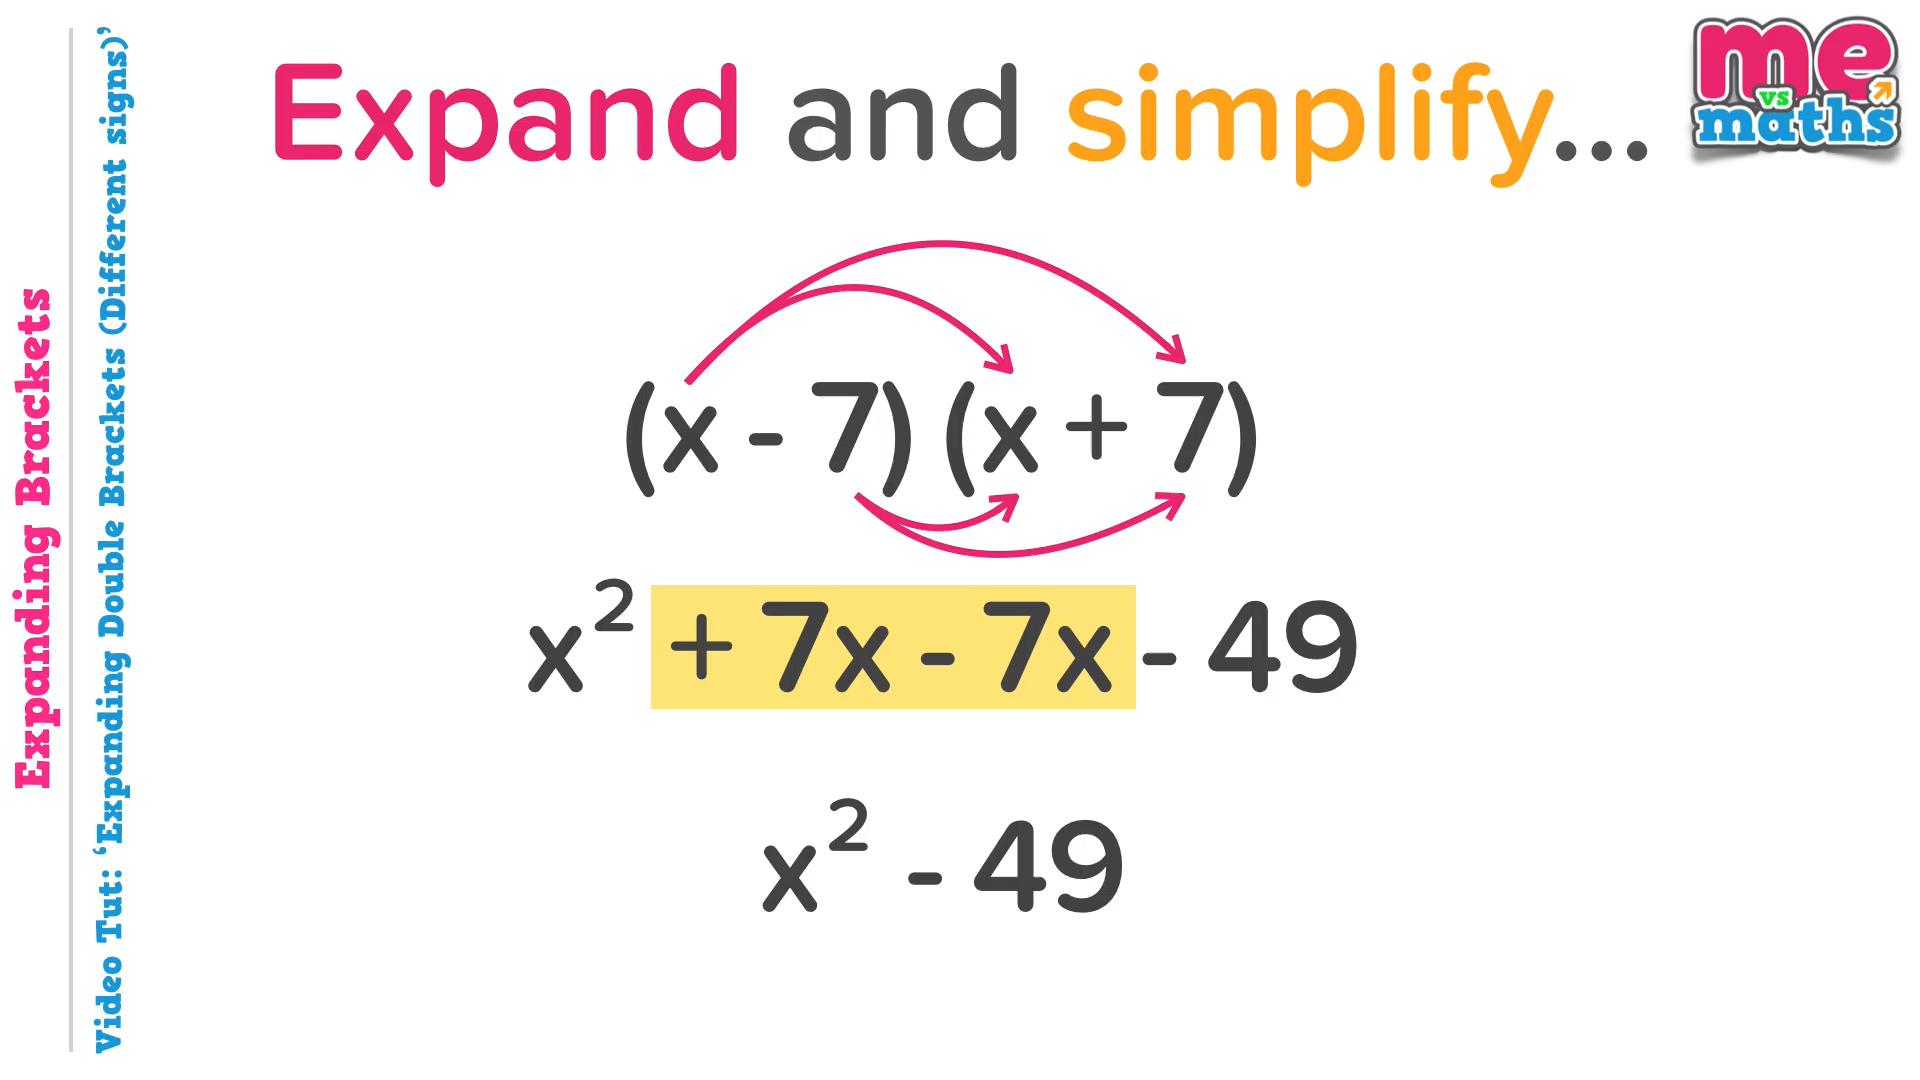 Expanding Brackets
Video Tut: ‘Expanding Double Brackets (Different signs)’
Expand and simplify...
me
vs
maths
(x - 7) (x + 7)
x² + 7x - 7x - 49
x² - 49